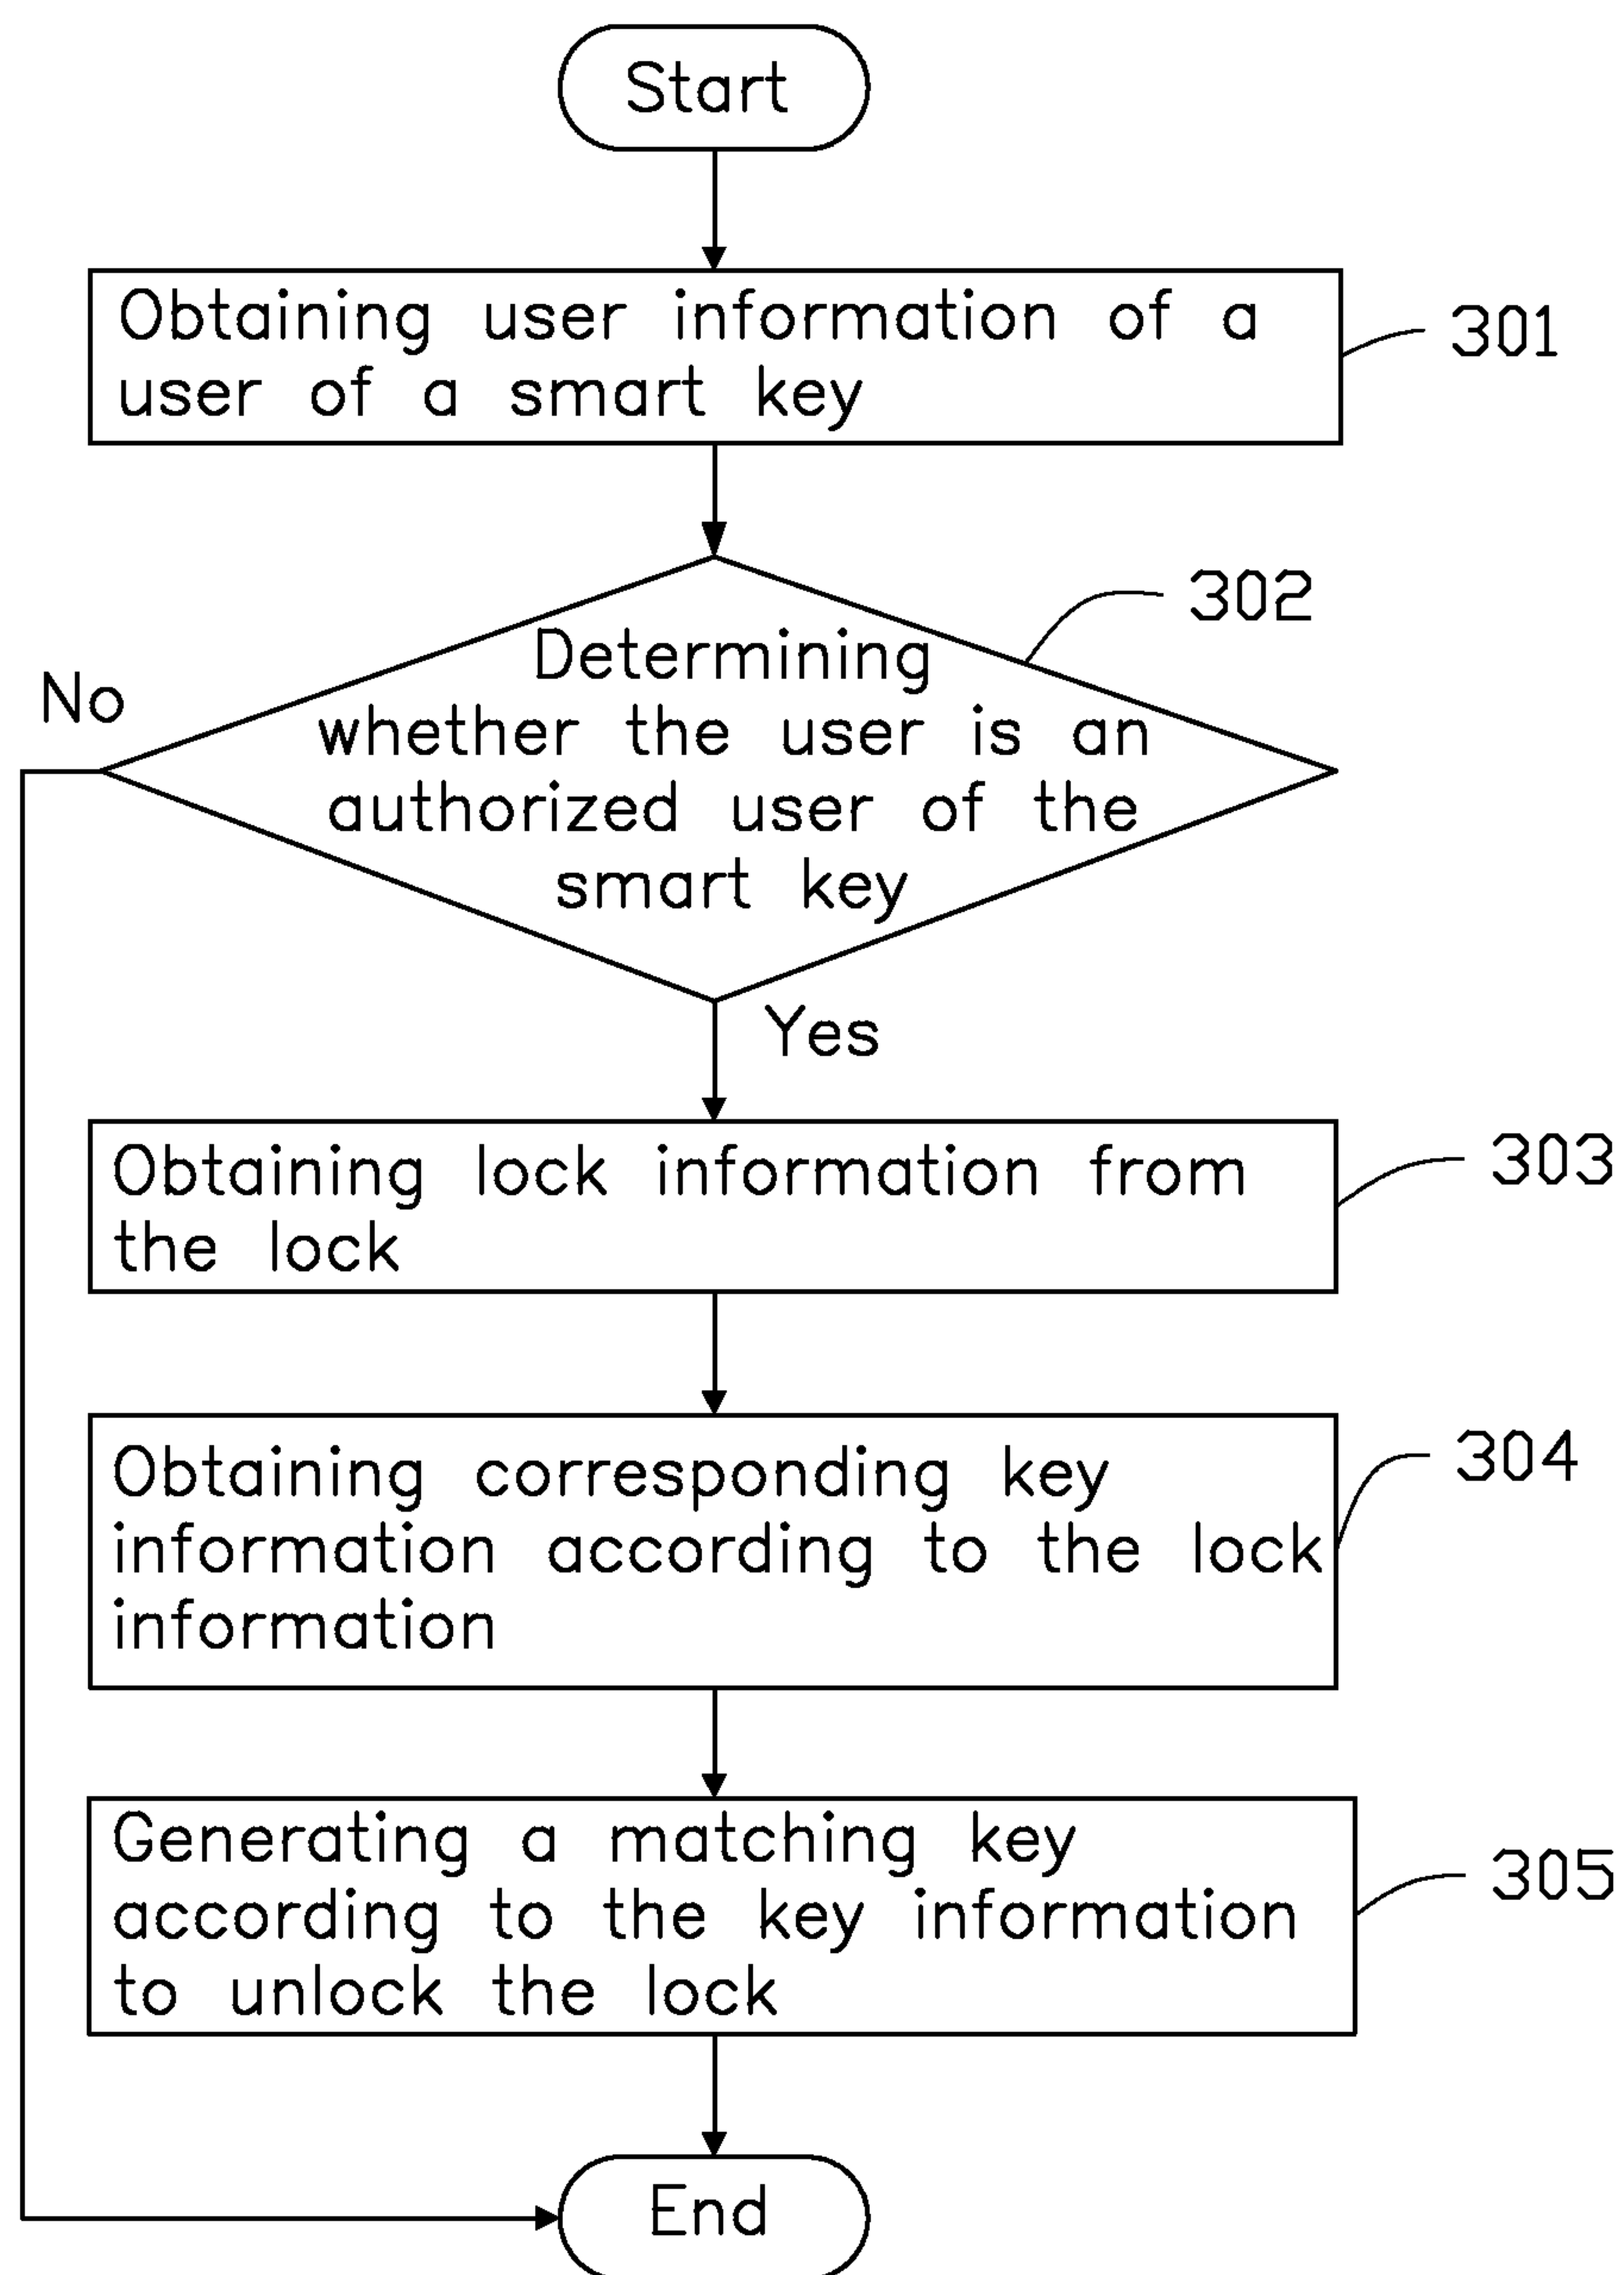 Start
Obtaining user information of a
user of a smart key
301
302
Determining
whether the user is an
authorized user of the
smart key
No
Yes
Obtaining lock information from
the lock
303
Obtaining corresponding key
information according to the lock
information
304
Generating a matching key
according to the key information
to unlock the lock
305
End